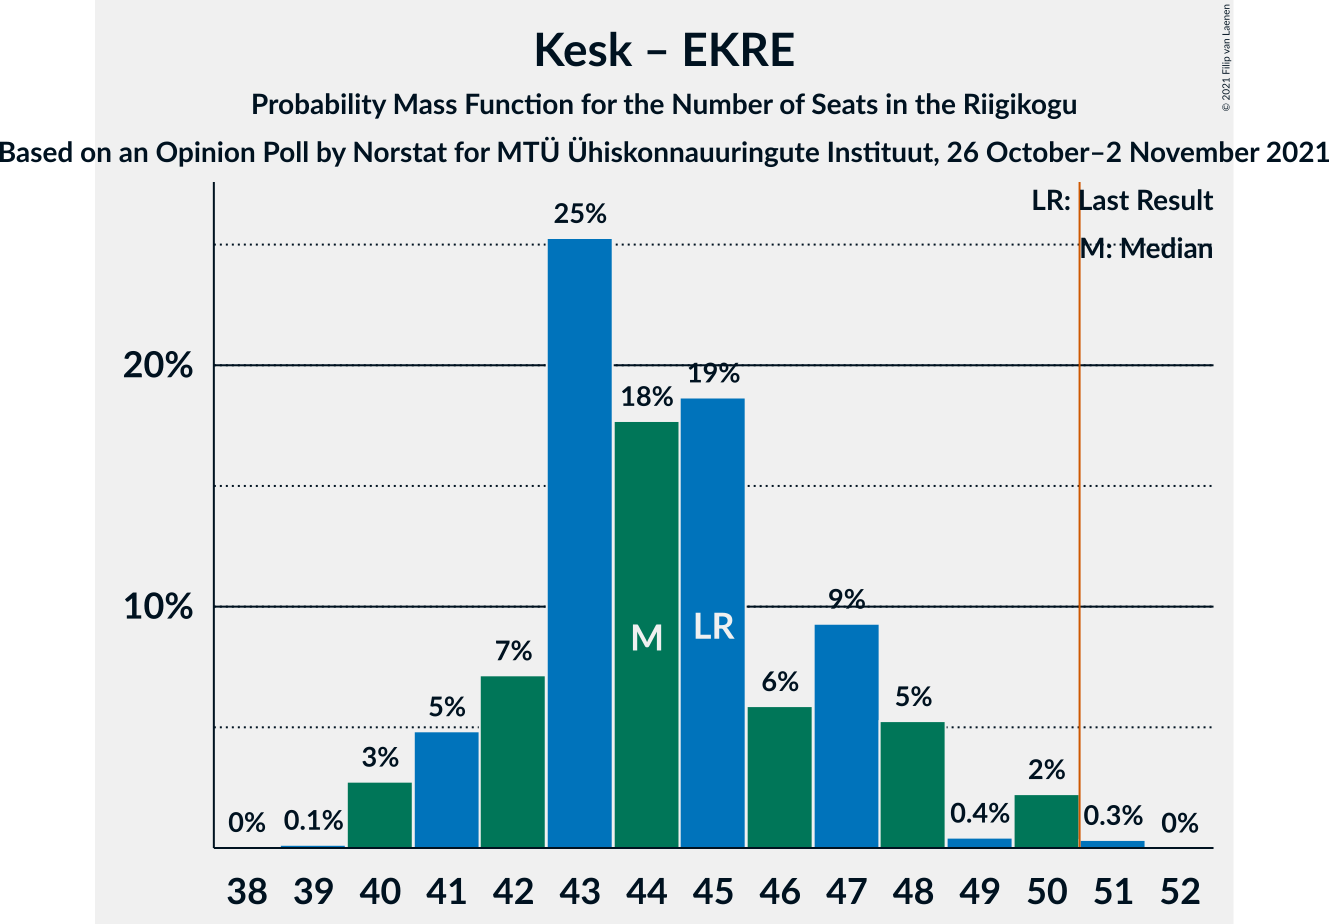 Kesk – EKRE
Probability Mass Function for the Number of Seats in the Riigikogu
Based on an Opinion Poll by Norstat for MTÜ Ühiskonnauuringute Instituut, 26 October–2 November 2021
© 2021 Filip van Laenen
LR: Last Result
M: Median
25%
20%
19%
18%
10%
9%
M
LR
7%
6%
5%
5%
3%
2%
0%
0.1%
0.4%
0.3%
0%
38 39 40 41 42 43 44 45 46 47 48 49 50 51 52